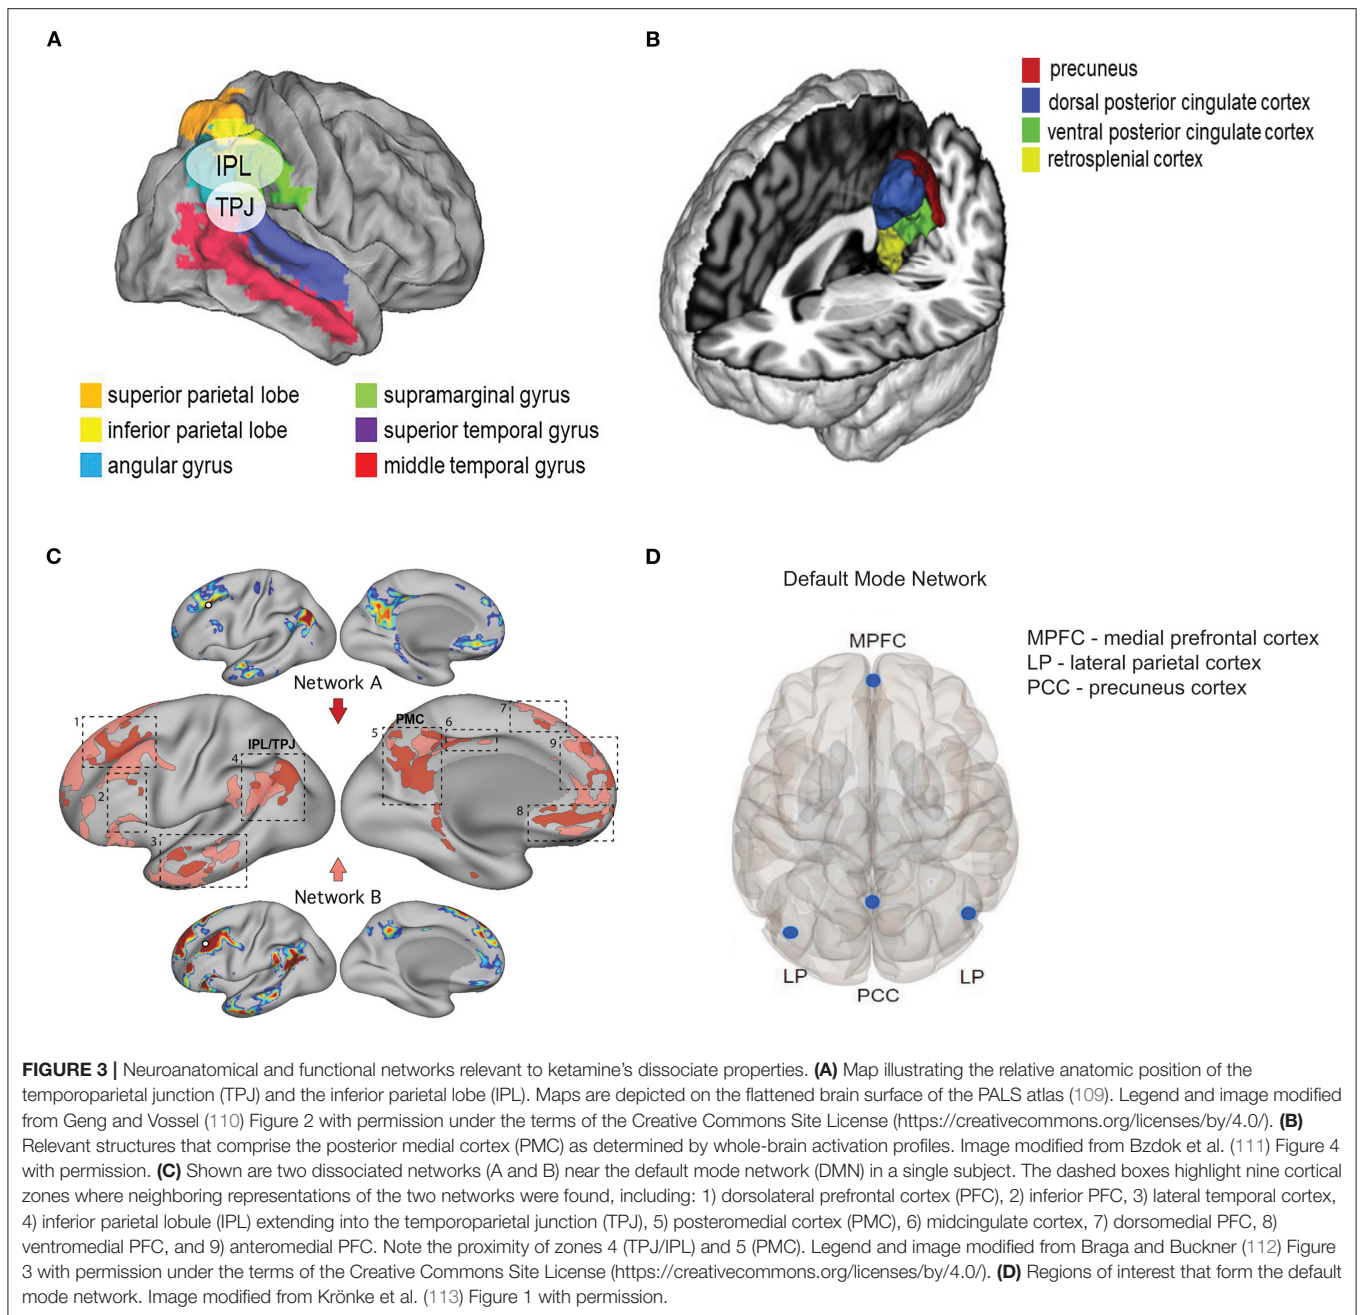 A
IPL
TPJ
superior parietal lobe
inferior parietal lobe
angular gyrus
supramarginal gyrus
superior temporal gyrus
middle temporal gyrus
B
precuneus
dorsal posterior cingulate cortex
ventral posterior cingulate cortex
retrosplenial cortex
C
Network A
1
2
3
4
IPL/TPJ
PMC
5
6
7
8
9
Network B
D
Default Mode Network
MPFC
LP
PCC
LP
MPFC - medial prefrontal cortex
LP - lateral parietal cortex
PCC - precuneus cortex
FIGURE 3 | Neuroanatomical and functional networks relevant to ketamine's dissociate properties. (A) Map illustrating the relative anatomic position of the
temporoparietal junction (TPJ) and the inferior parietal lobe (IPL). Maps are depicted on the flattened brain surface of the PALS atlas (109). Legend and image modified
from Geng and Vossel (110) Figure 2 with permission under the terms of the Creative Commons Site License (https://creativecommons.org/licenses/by/4.0/). (B)
Relevant structures that comprise the posterior medial cortex (PMC) as determined by whole-brain activation profiles. Image modified from Bzdok et al. (111) Figure 4
with permission. (C) Shown are two dissociated networks (A and B) near the default mode network (DMN) in a single subject. The dashed boxes highlight nine cortical
zones where neighboring representations of the two networks were found, including: 1) dorsolateral prefrontal cortex (PFC), 2) inferior PFC, 3) lateral temporal cortex,
4) inferior parietal lobule (IPL) extending into the temporoparietal junction (TPJ), 5) posteromedial cortex (PMC), 6) midcingulate cortex, 7) dorsomedial PFC, 8)
ventromedial PFC, and 9) anteromedial PFC. Note the proximity of zones 4 (TPJ/IPL) and 5 (PMC). Legend and image modified from Braga and Buckner (112) Figure
3 with permission under the terms of the Creative Commons Site License (https://creativecommons.org/licenses/by/4.0/). (D) Regions of interest that form the default
mode network. Image modified from Krönke et al. (113) Figure 1 with permission.